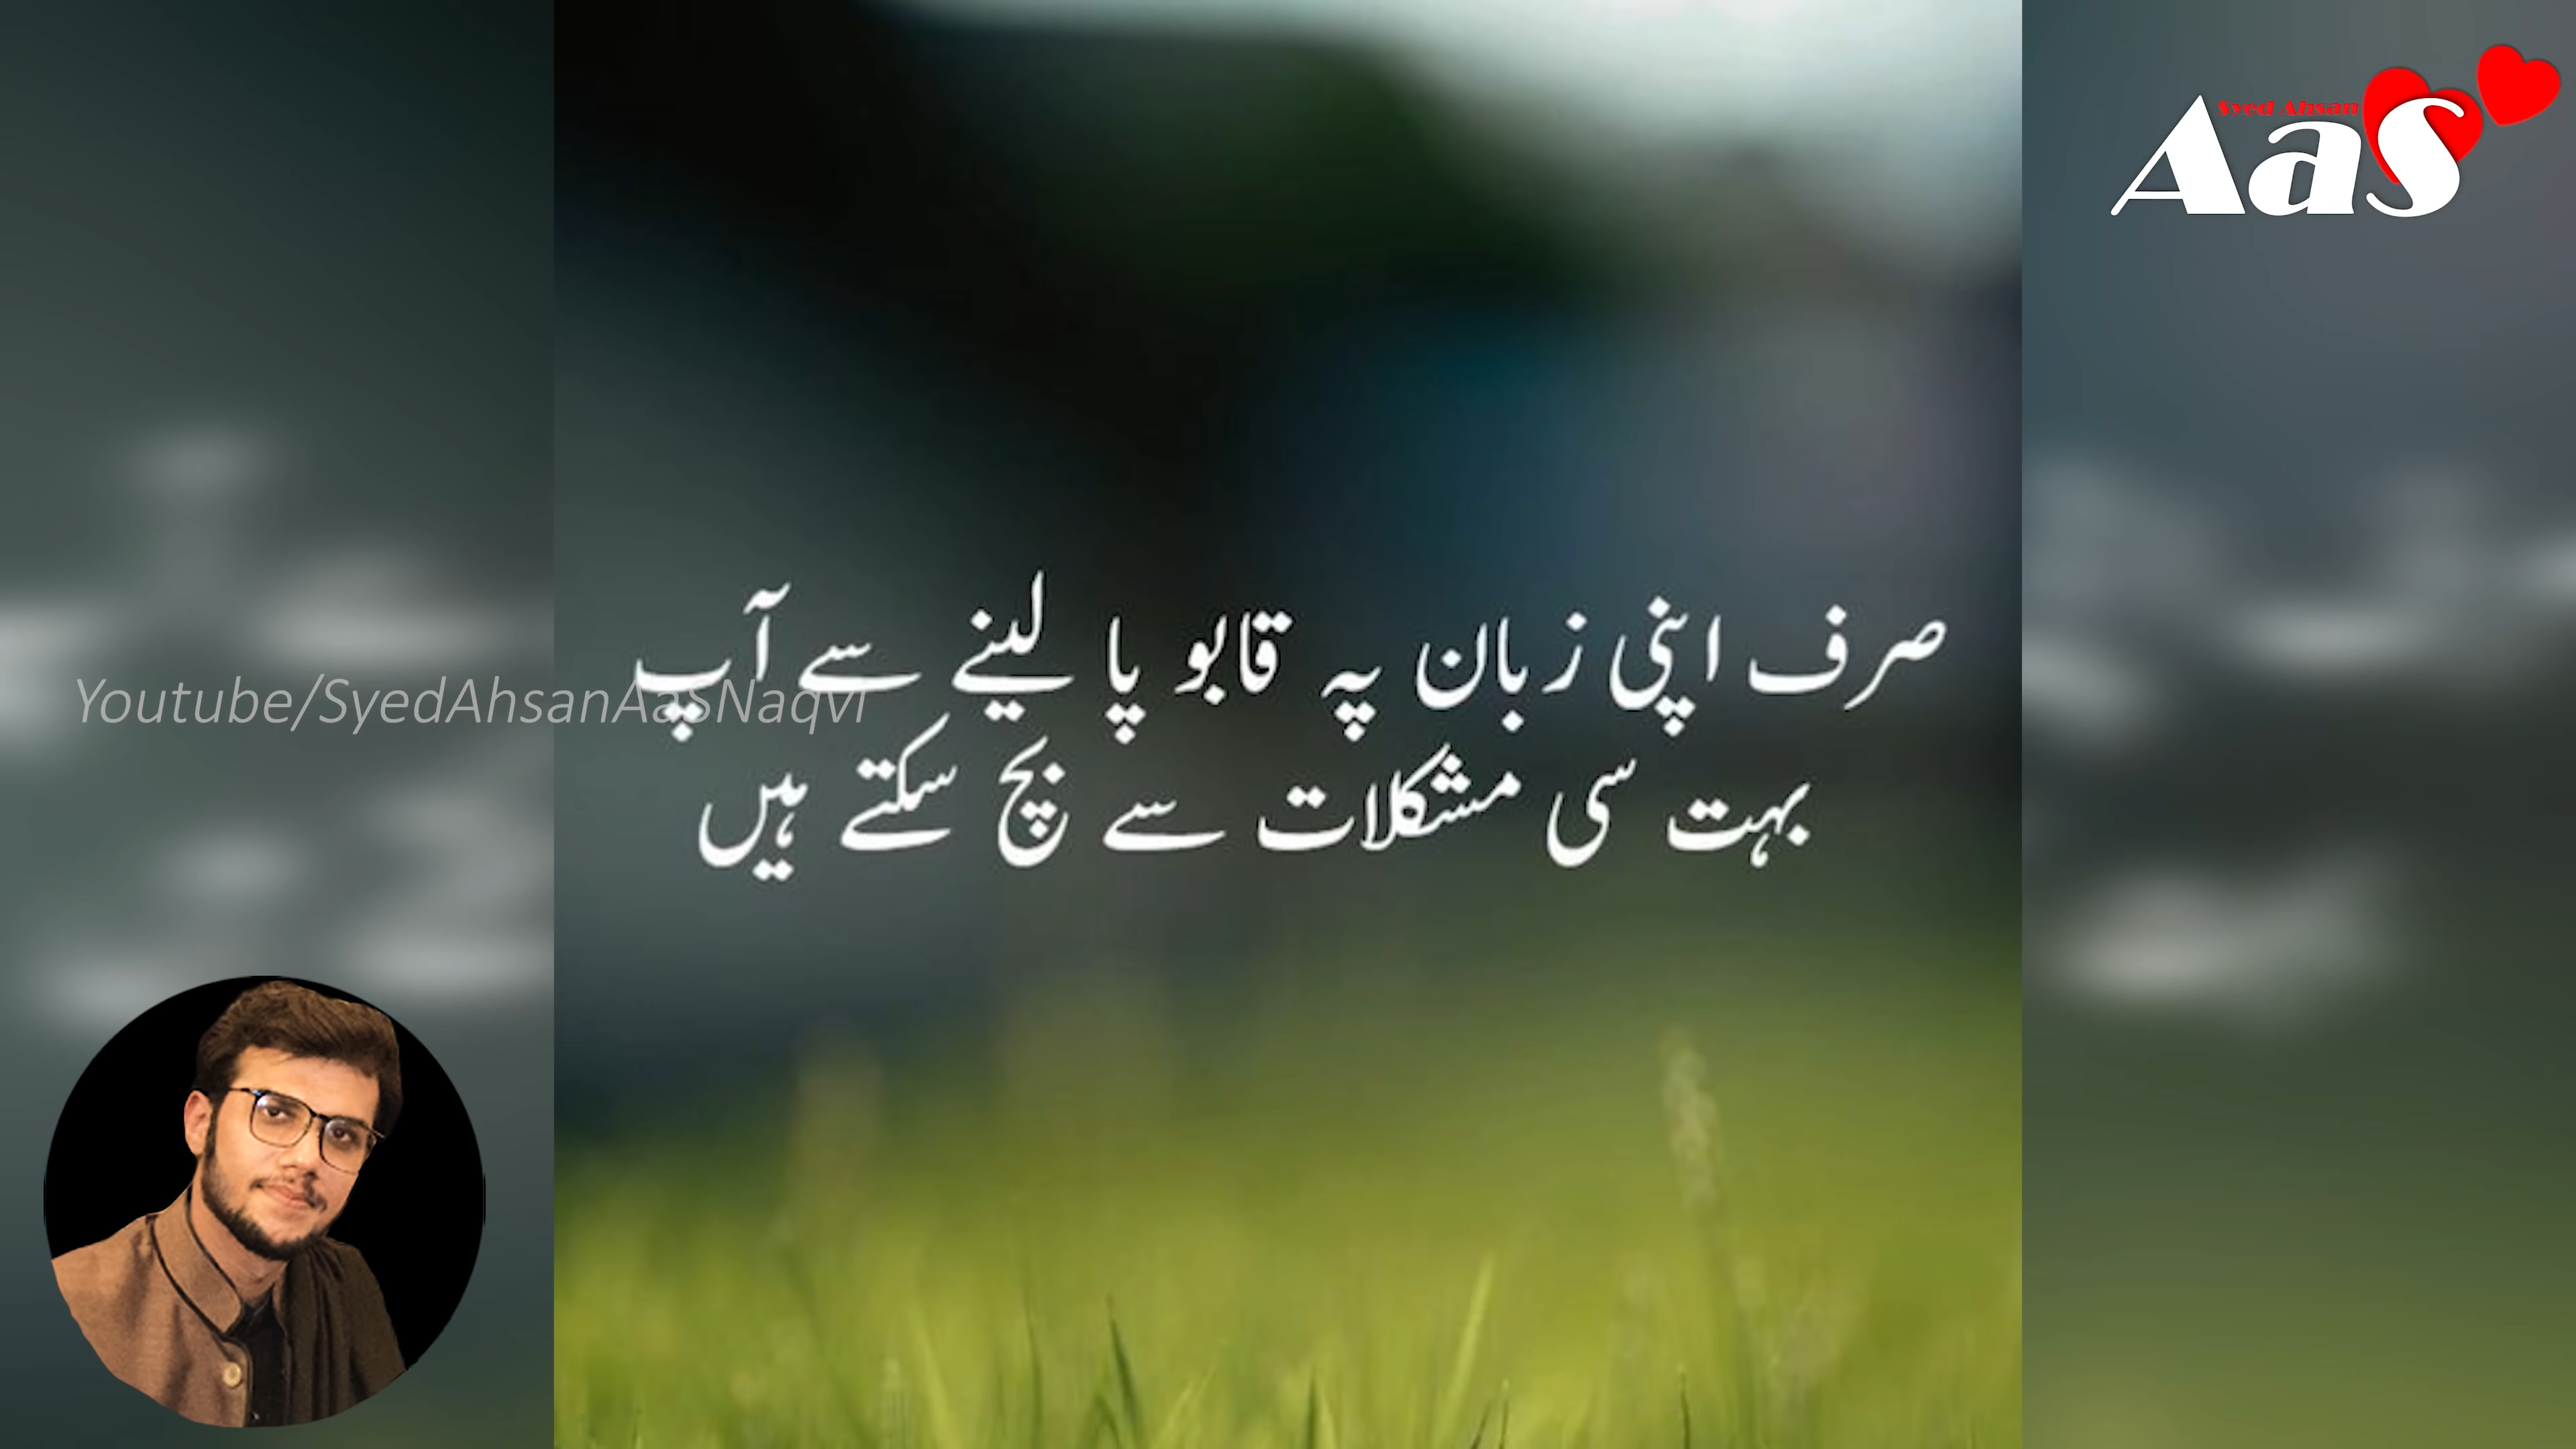 Syed Ahsan
AaS
صرف اپنی زبان پہ قابو پا لینے سے آپ
Youtube/SyedAhsanAasNaqvi
بہت سی مشکلات سے بچ سکتے ہیں